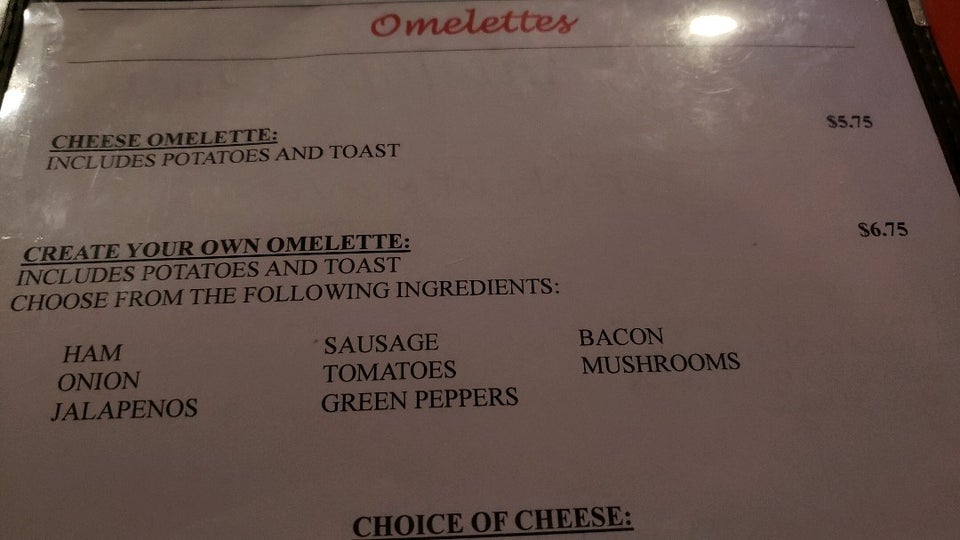 Omelettes
CHEESE OMELETTE: $5.75
INCLUDES POTATOES AND TOAST
CREATE YOUR OWN OMELETTE: $6.75
INCLUDES POTATOES AND TOAST
CHOOSE FROM THE FOLLOWING INGREDIENTS:
HAM SAUSAGE BACON
ONION TOMATOES MUSHROOMS
JALAPENOS GREEN PEPPERS
CHOICE OF CHEESE: